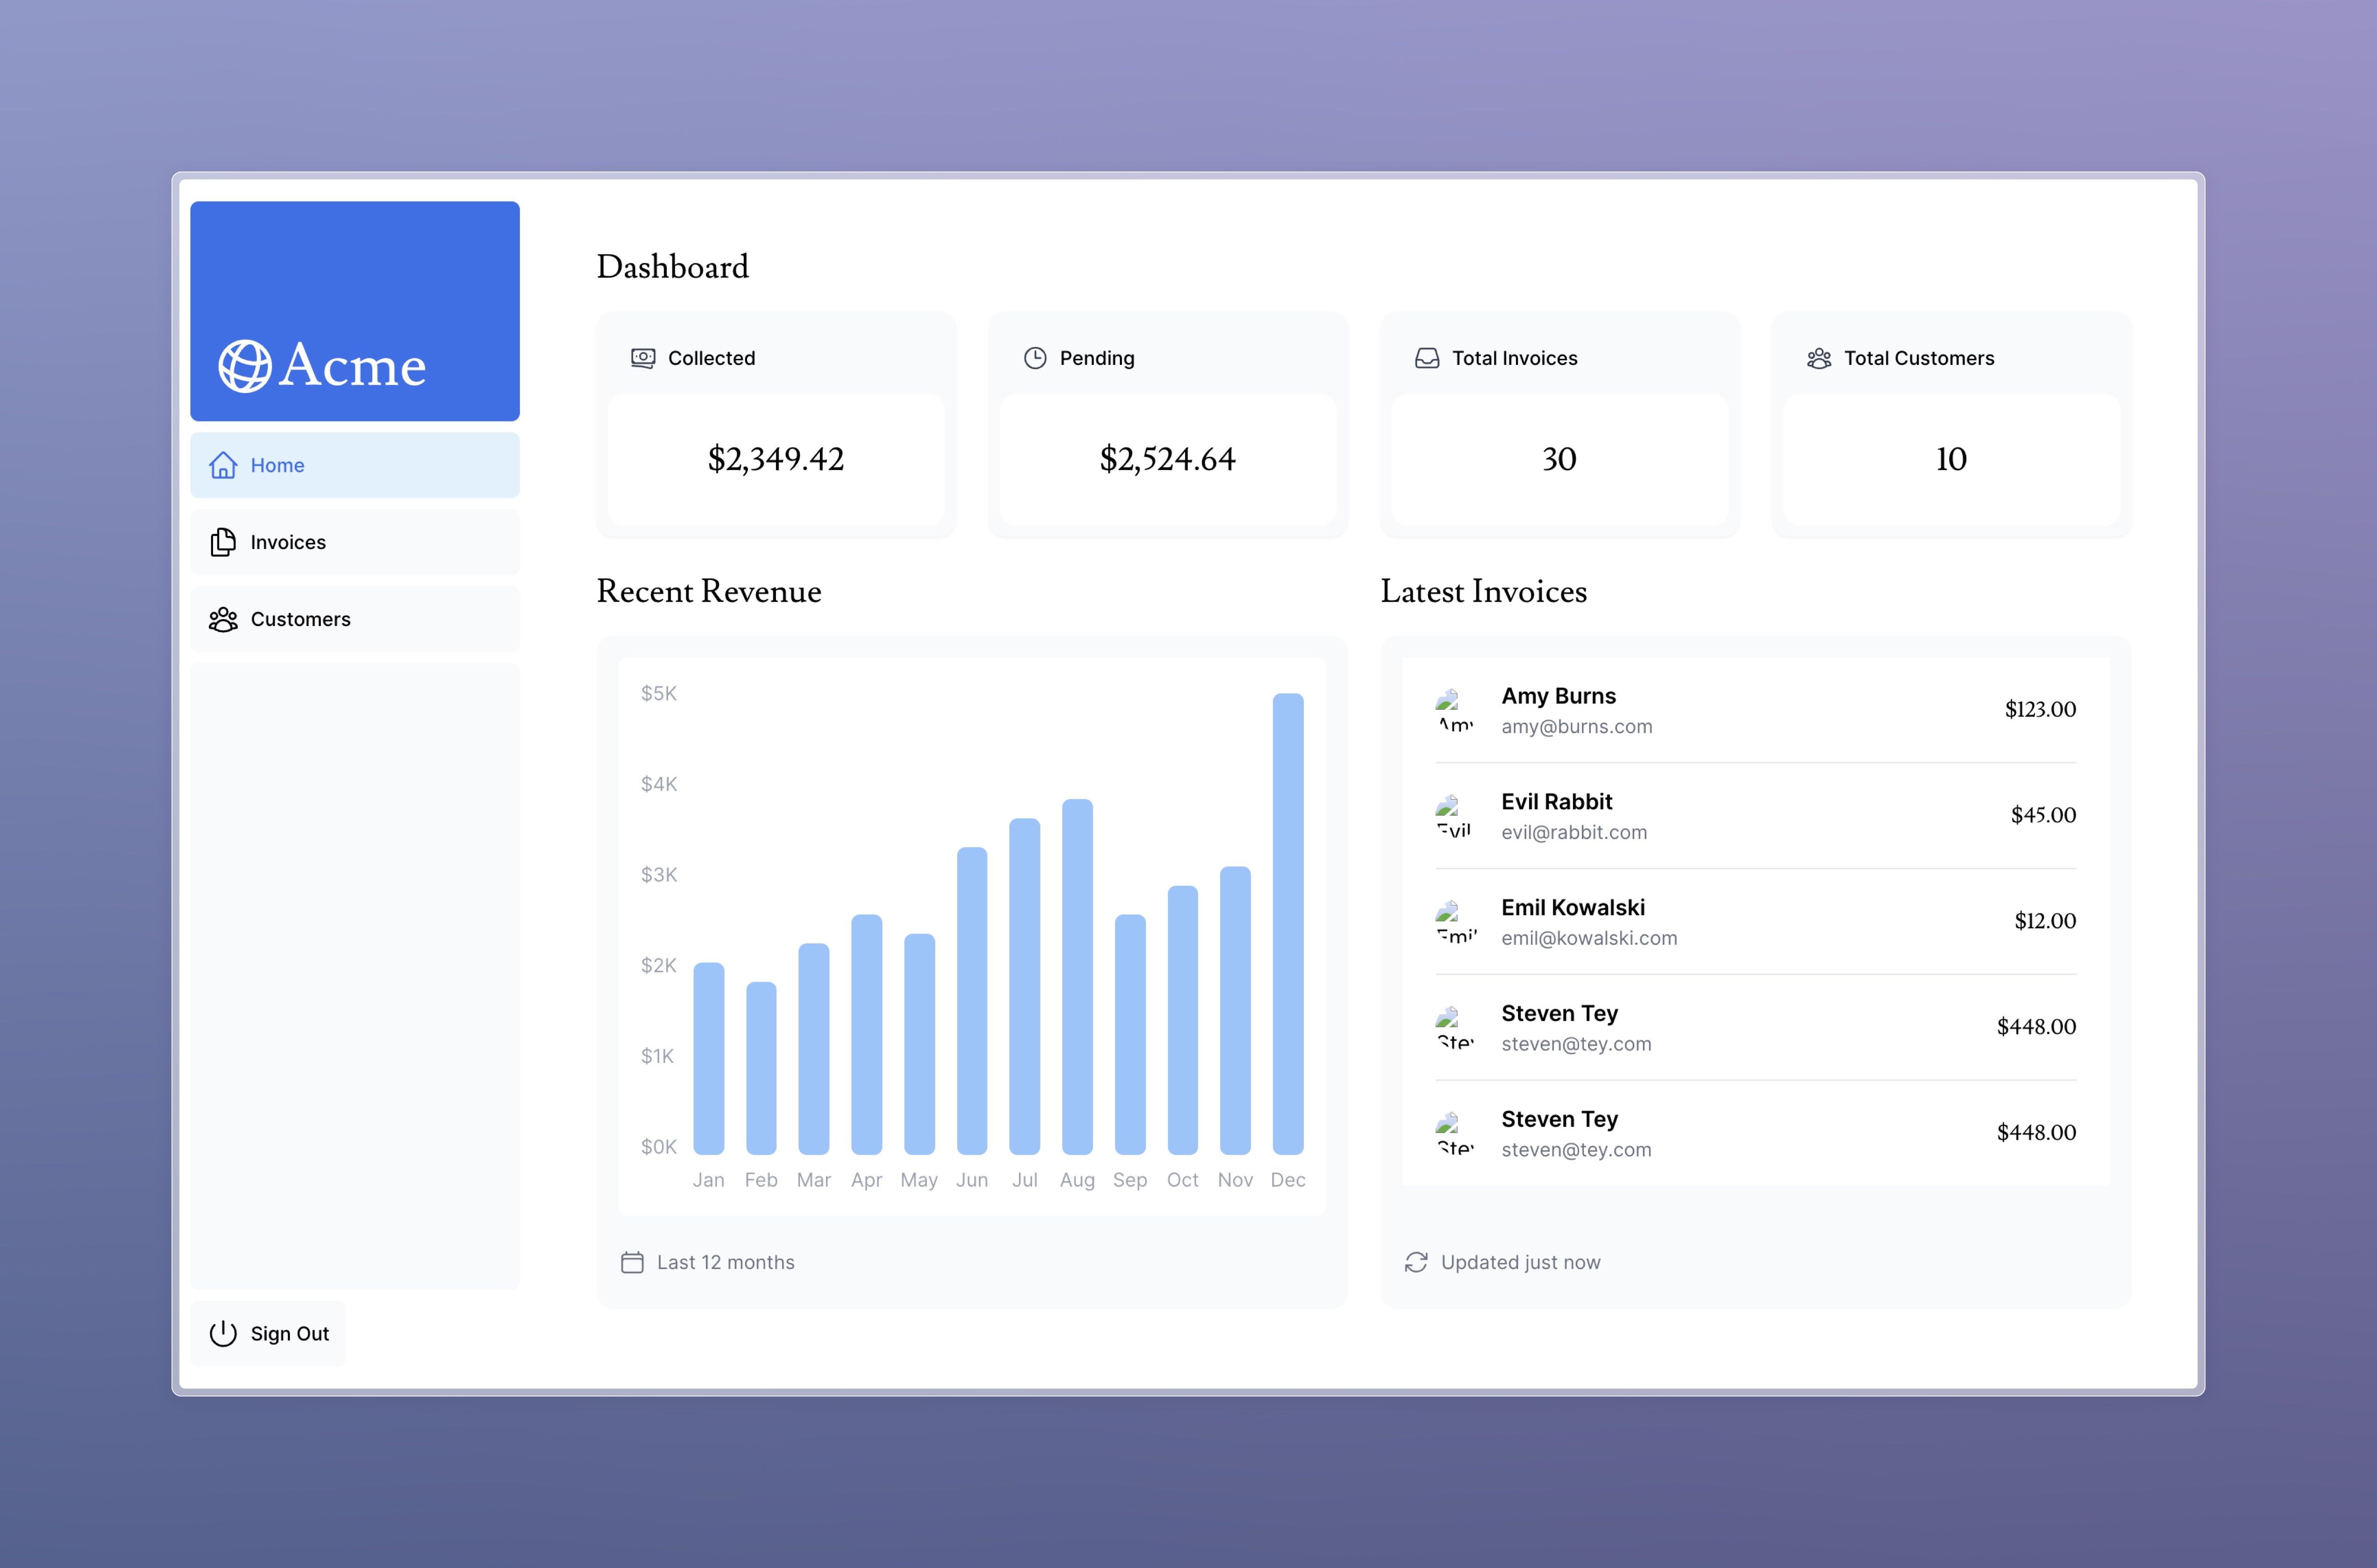 Acme
Home
Invoices
Customers
Sign Out
Dashboard
Collected
$2,349.42
Pending
$2,524.64
Total Invoices
30
Total Customers
10
Recent Revenue
$5K
$4K
$3K
$2K
$1K
$0K
Jan Feb Mar Apr May Jun Jul Aug Sep Oct Nov Dec
Last 12 months
Latest Invoices
Amy Burns
amy@burns.com
$123.00
Evil Rabbit
evil@rabbit.com
$45.00
Emil Kowalski
emil@kowalski.com
$12.00
Steven Tey
steven@tey.com
$448.00
Steven Tey
steven@tey.com
$448.00
Updated just now